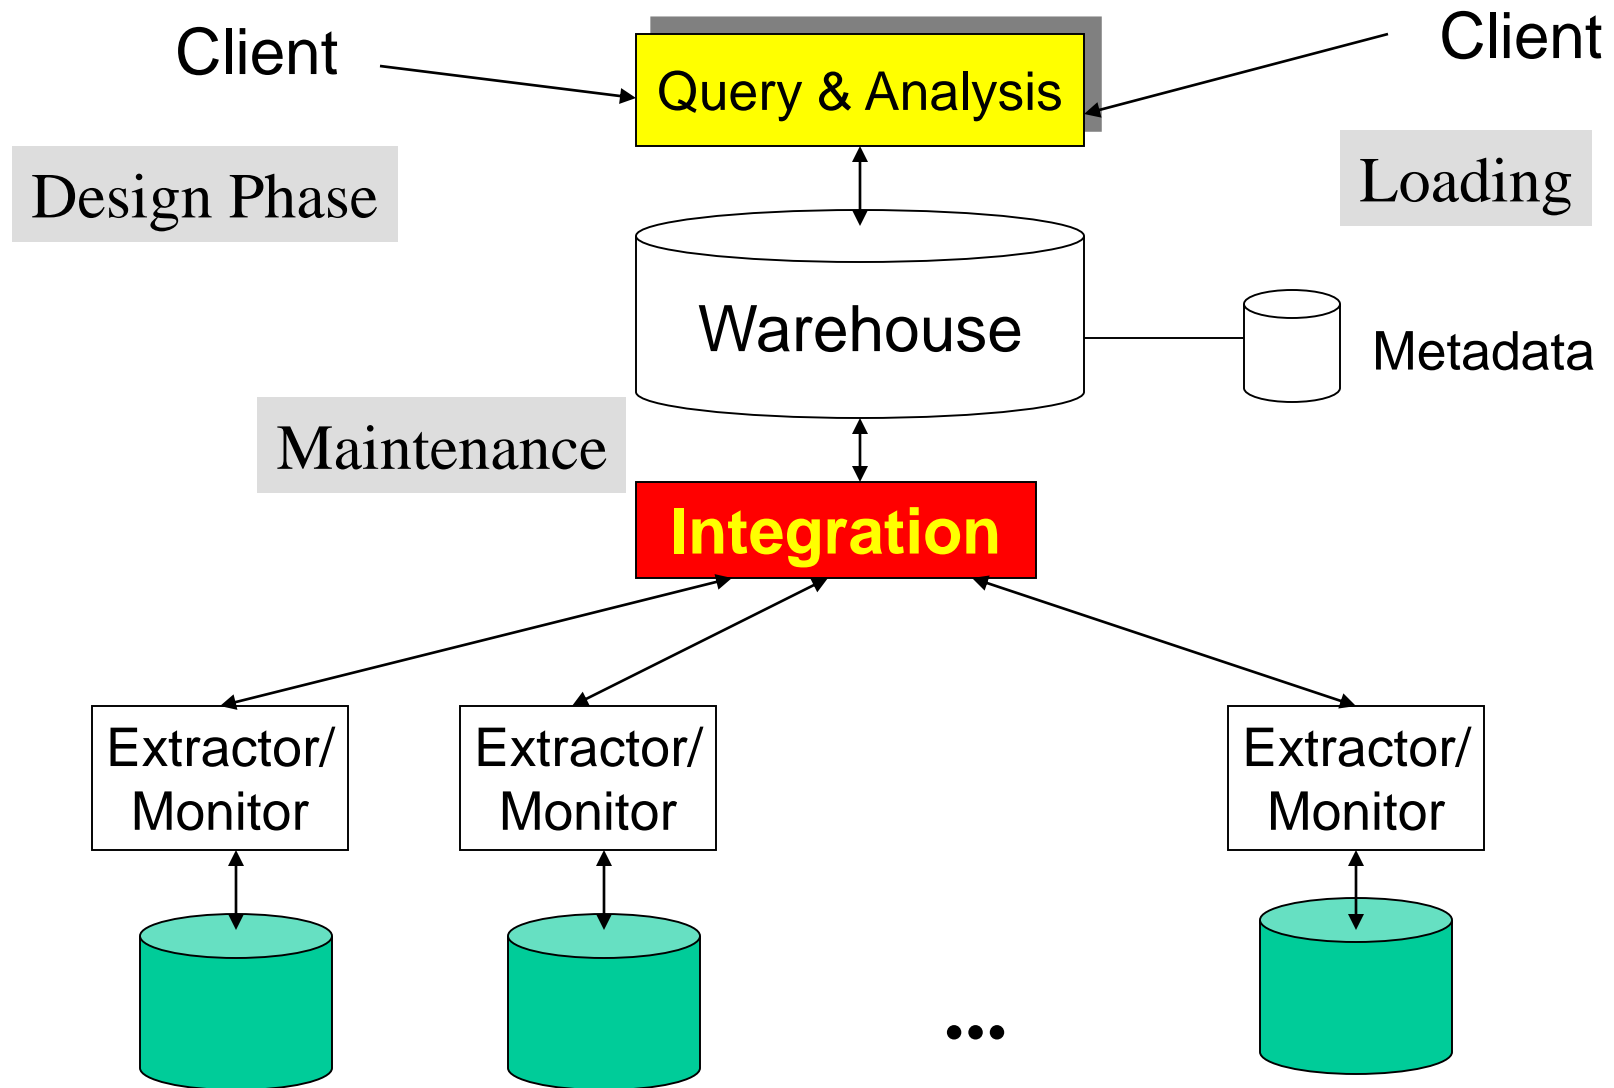 Client
Client
Query & Analysis
Design Phase
Loading
Warehouse
Metadata
Maintenance
Integration
Extractor/
Monitor
Extractor/
Monitor
Extractor/
Monitor
...